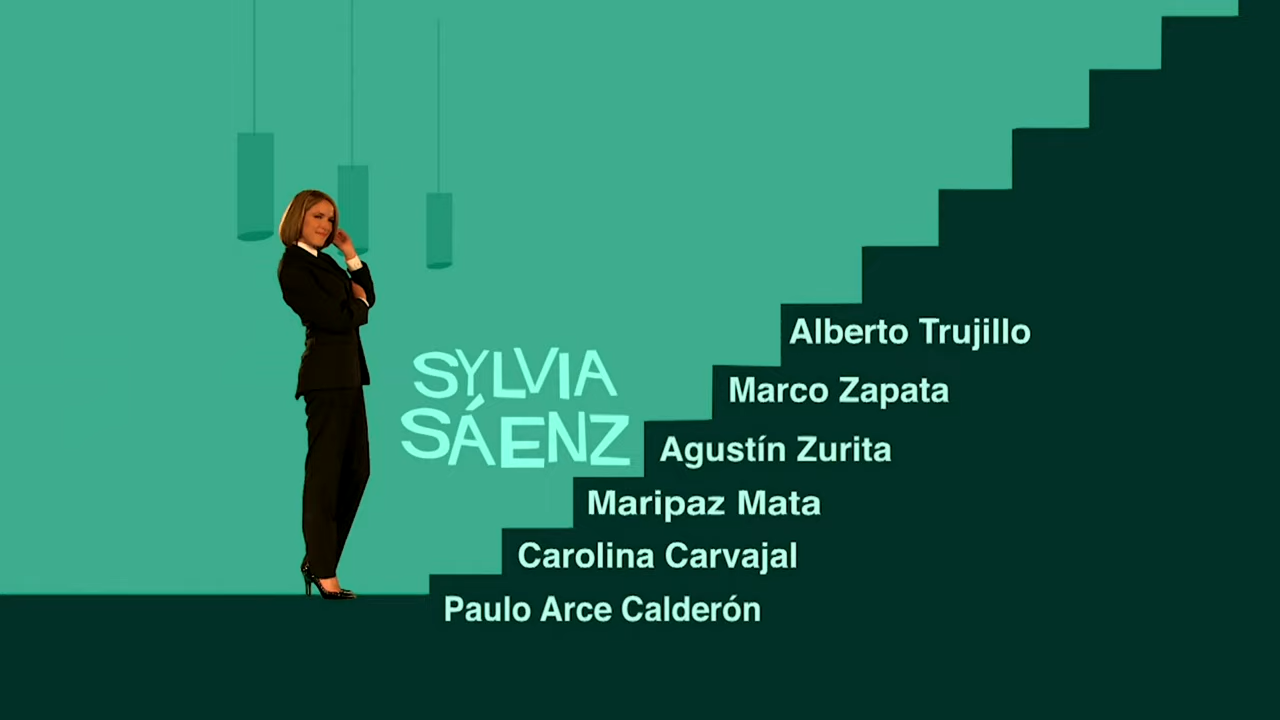 SYLVIA
SÁENZ
Alberto Trujillo
Marco Zapata
Agustín Zurita
Maripaz Mata
Carolina Carvajal
Paulo Arce Calderón